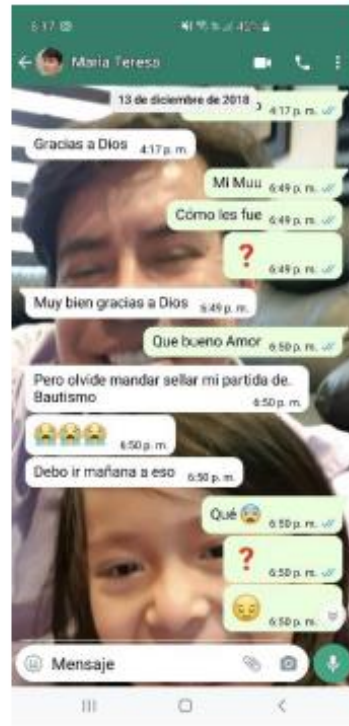 6:17
Maria Teresa
13 de diciembre de 2018
4:17 p. m.
Gracias a Dios 4:17 p. m.
Mi Muu 6:49 p. m.
Cómo les fue 6:49 p. m.
❓ 6:49 p. m.
Muy bien gracias a Dios 6:49 p. m.
Que bueno Amor 6:50 p. m.
Pero olvide mandar sellar mi partida de.
Bautismo 6:50 p. m.
😭😭😭 6:50 p. m.
Debo ir mañana a eso 6:50 p. m.
Qué 😨 6:50 p. m.
❓ 6:50 p. m.
😔 6:50 p. m.
Mensaje